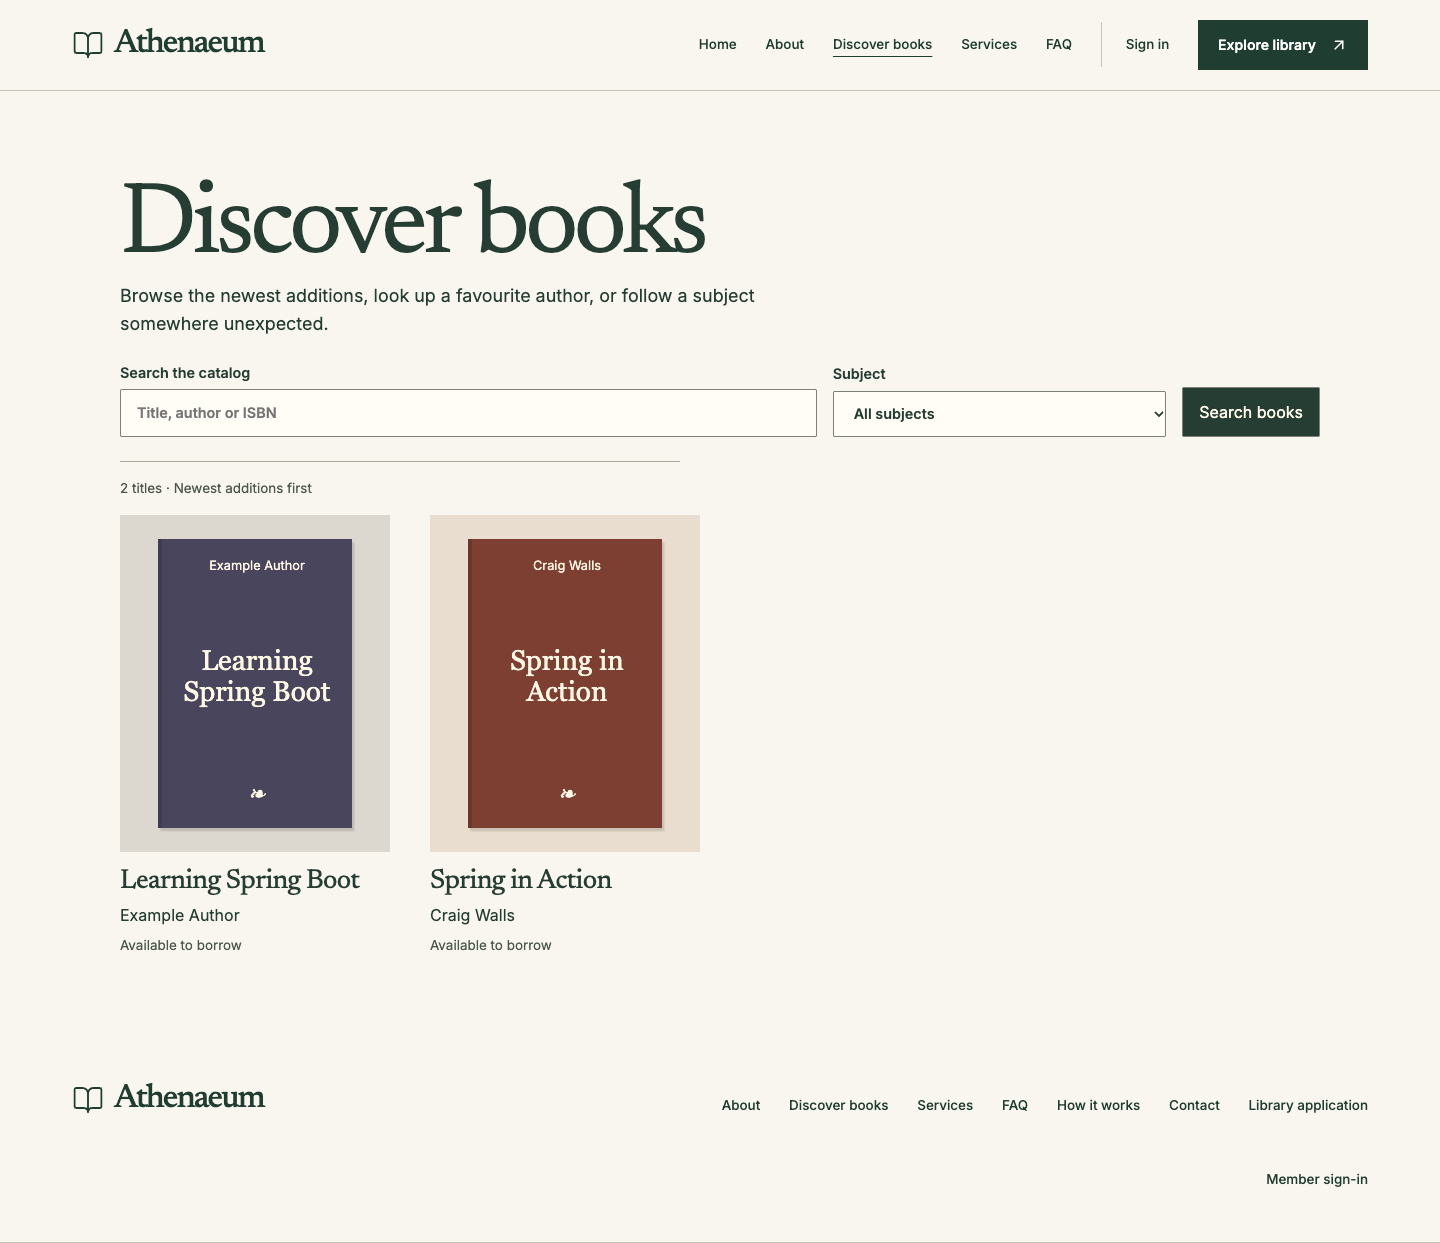 Athenaeum
Home About Discover books Services FAQ Sign in Explore library
Discover books
Browse the newest additions, look up a favourite author, or follow a subject
somewhere unexpected.
Search the catalog
Title, author or ISBN
Subject
All subjects
Search books
2 titles · Newest additions first
Example Author
Learning
Spring Boot
Learning Spring Boot
Example Author
Available to borrow
Craig Walls
Spring in
Action
Spring in Action
Craig Walls
Available to borrow
Athenaeum
About Discover books Services FAQ How it works Contact Library application
Member sign-in